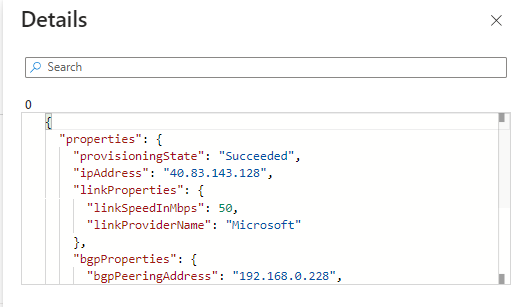 Details
Search
0
{
"properties": {
"provisioningState": "Succeeded",
"ipAddress": "40.83.143.128",
"linkProperties": {
"linkSpeedInMbps": 50,
"linkProviderName": "Microsoft"
},
"bgpProperties": {
"bgpPeeringAddress": "192.168.0.228",